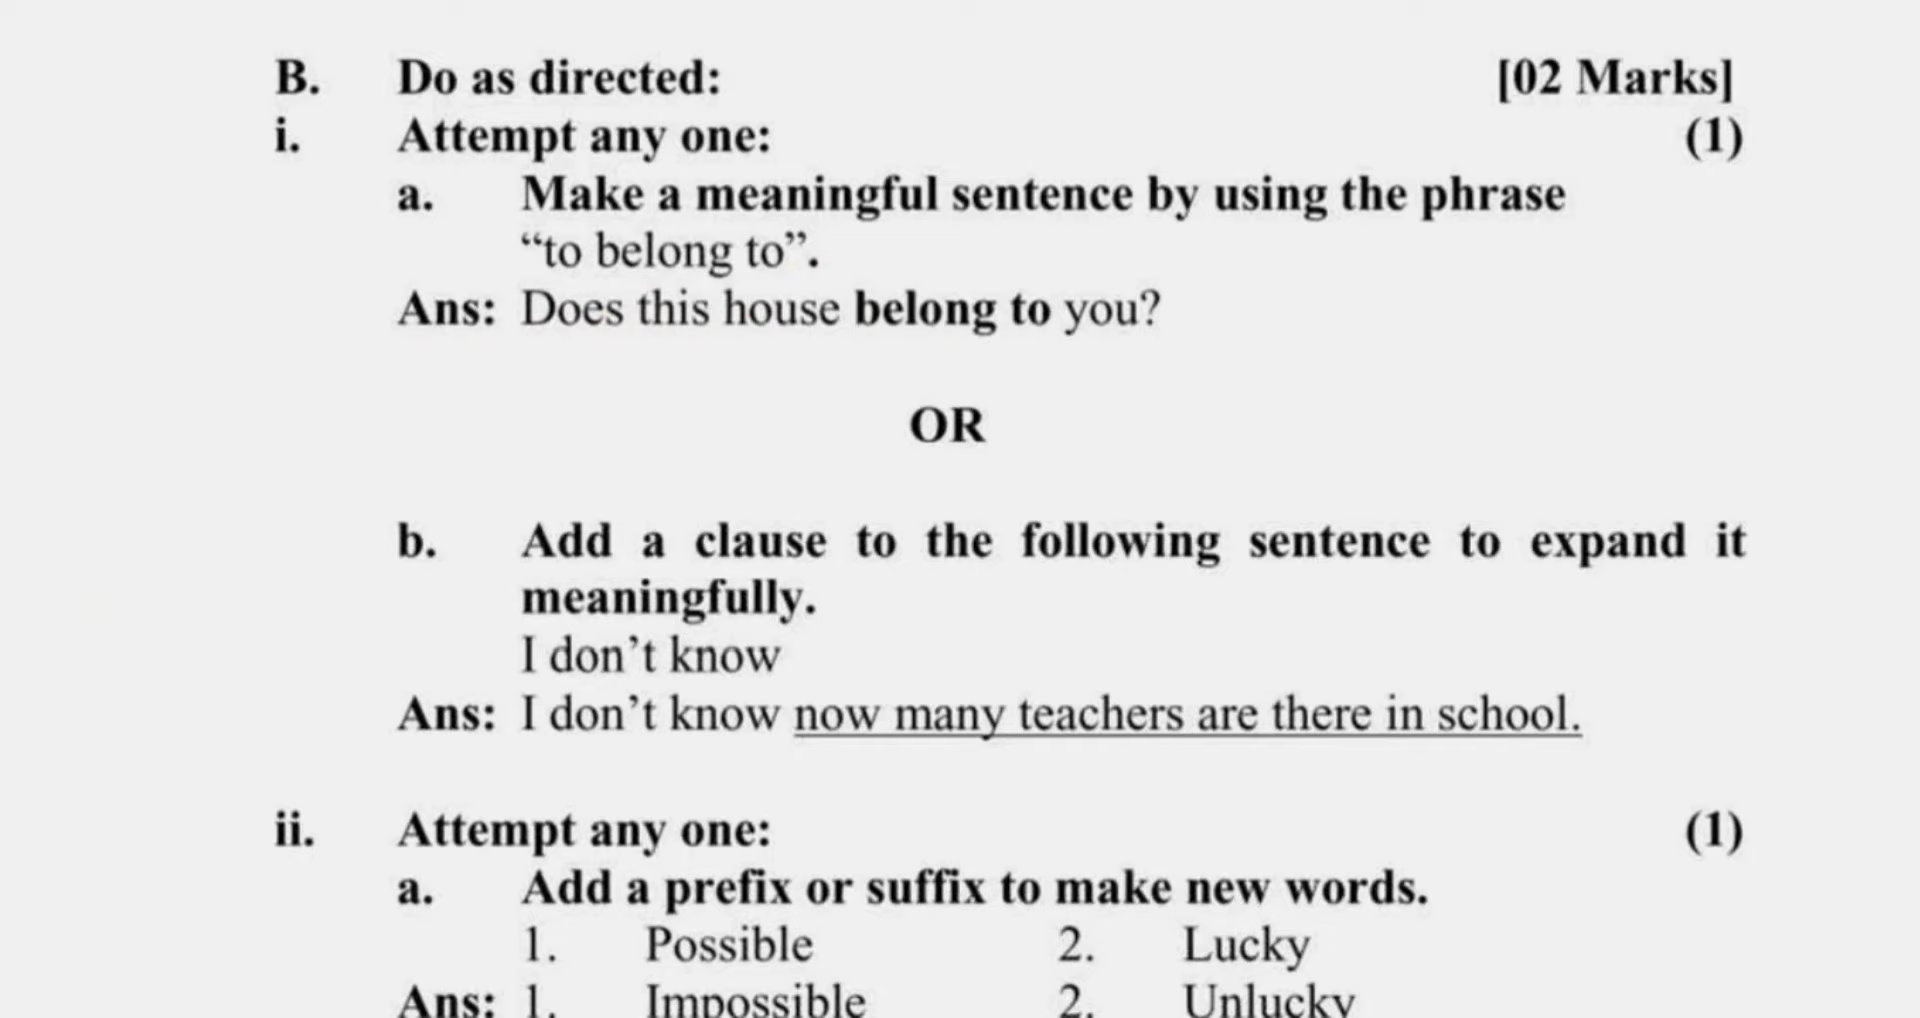 B. Do as directed: [02 Marks]
i. Attempt any one: (1)
a. Make a meaningful sentence by using the phrase
“to belong to”.
Ans: Does this house belong to you?
OR
b. Add a clause to the following sentence to expand it
meaningfully.
I don’t know
Ans: I don’t know now many teachers are there in school.
ii. Attempt any one: (1)
a. Add a prefix or suffix to make new words.
1. Possible 2. Lucky
Ans: 1. Impossible 2. Unlucky